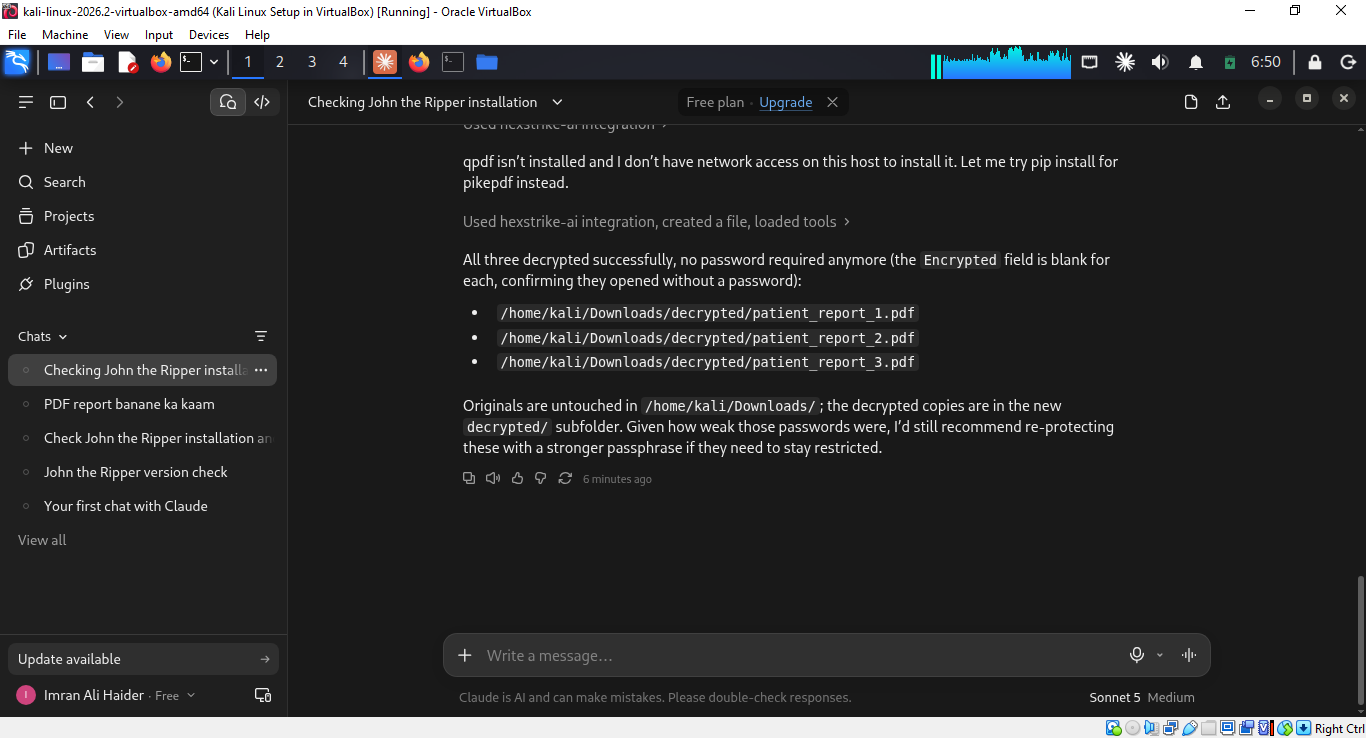 kali-linux-2026.2-virtualbox-amd64 (Kali Linux Setup in VirtualBox) [Running] - Oracle VirtualBox
File Machine View Input Devices Help
1 2 3 4 6:50
Checking John the Ripper installation Free plan · Upgrade
New
Search
Projects
Artifacts
Plugins
Chats
Checking John the Ripper installa
PDF report banane ka kaam
Check John the Ripper installation an
John the Ripper version check
Your first chat with Claude
View all
Update available
I Imran Ali Haider · Free
Used hexstrike-ai integration
qpdf isn’t installed and I don’t have network access on this host to install it. Let me try pip install for
pikepdf instead.
Used hexstrike-ai integration, created a file, loaded tools
All three decrypted successfully, no password required anymore (the Encrypted field is blank for
each, confirming they opened without a password):
• /home/kali/Downloads/decrypted/patient_report_1.pdf
• /home/kali/Downloads/decrypted/patient_report_2.pdf
• /home/kali/Downloads/decrypted/patient_report_3.pdf
Originals are untouched in /home/kali/Downloads/; the decrypted copies are in the new
decrypted/ subfolder. Given how weak those passwords were, I’d still recommend re-protecting
these with a stronger passphrase if they need to stay restricted.
6 minutes ago
Write a message…
Claude is AI and can make mistakes. Please double-check responses.
Sonnet 5 Medium
Right Ctrl